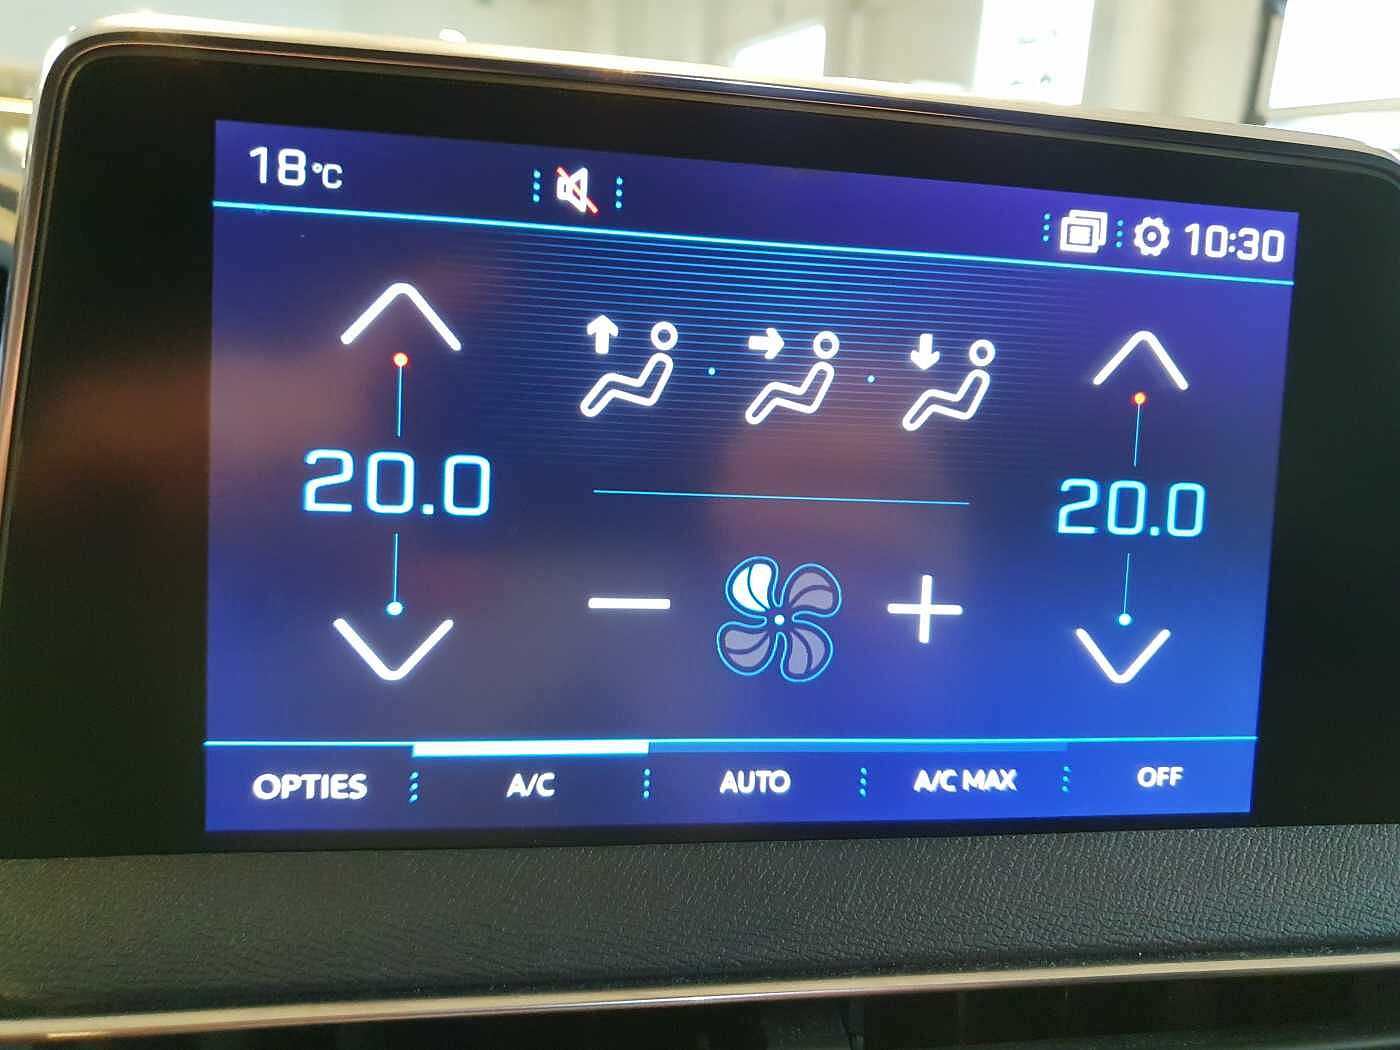 18°C
10:30
20.0
20.0
OPTIES
A/C
AUTO
A/C MAX
OFF